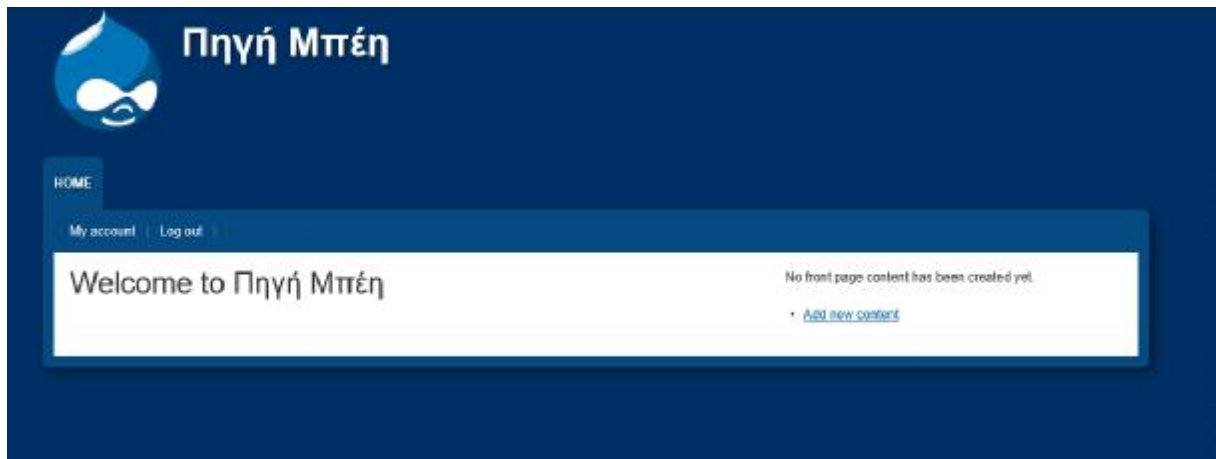 Πηγή Μπέη
HOME
My account | Log out |
Welcome to Πηγή Μπέη
No front page content has been created yet.
• Add new content